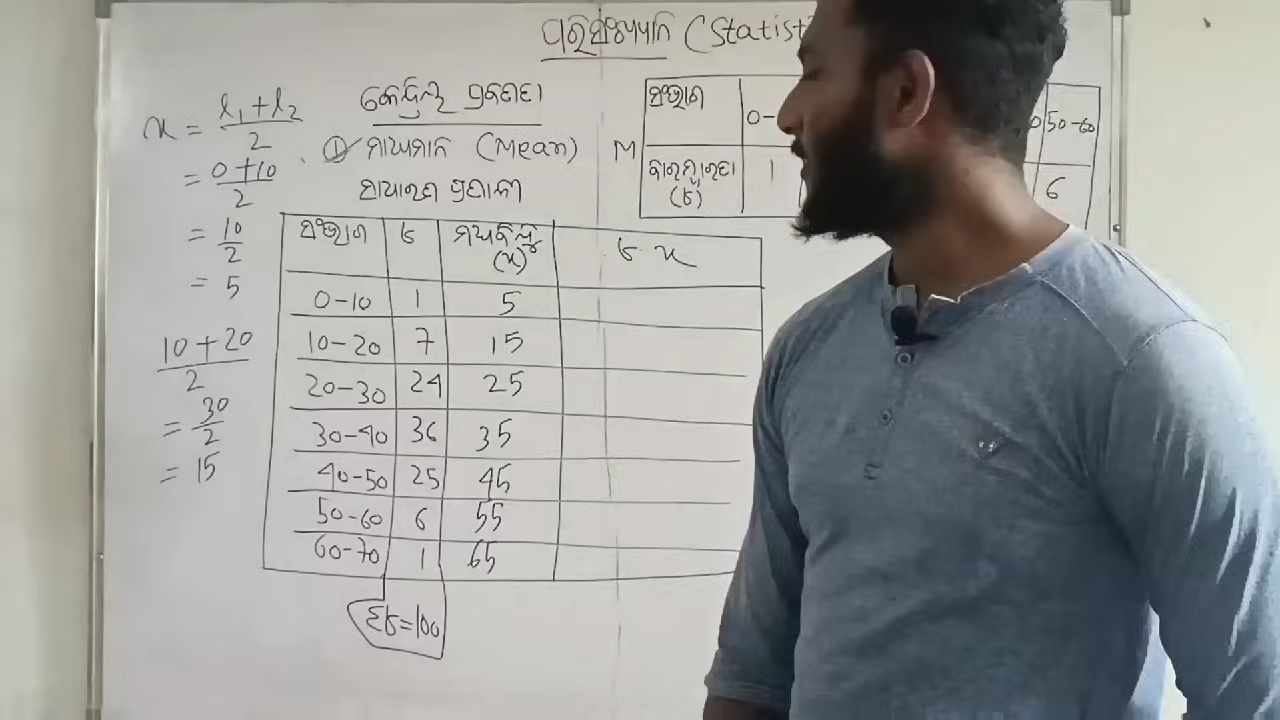 ପରିସଂଖ୍ୟାନ (Statist
x = l₁ + l₂ / 2
= 0 + 10 / 2
= 10 / 2
= 5
10 + 20 / 2
= 30 / 2
= 15
କେନ୍ଦ୍ରିକ ପ୍ରବଣତା
① ମାଧ୍ୟମାନ (Mean)
ସାଧାରଣ ପ୍ରଣାଳୀ
ସଂଭାଗ f ମଧ୍ୟବିନ୍ଦୁ (x) f·x
0-10 1 5
10-20 7 15
20-30 24 25
30-40 36 35
40-50 25 45
50-60 6 55
60-70 1 65
Σf=100
M
ସଂଭାଗ 0- 0 50-60
ବାରମ୍ବାରତା (f) 1 6